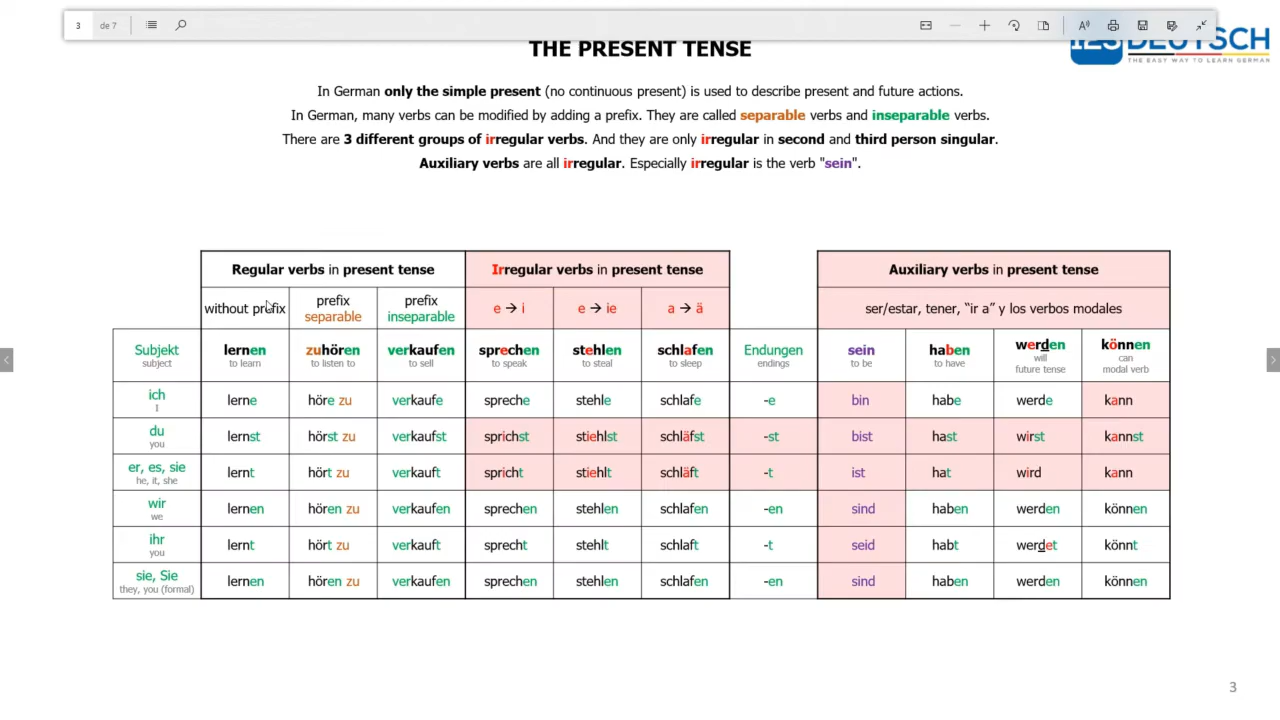 3 de 7
THE PRESENT TENSE
123 DEUTSCH
THE EASY WAY TO LEARN GERMAN
In German only the simple present (no continuous present) is used to describe present and future actions.
In German, many verbs can be modified by adding a prefix. They are called separable verbs and inseparable verbs.
There are 3 different groups of irregular verbs. And they are only irregular in second and third person singular.
Auxiliary verbs are all irregular. Especially irregular is the verb "sein".
Regular verbs in present tense Irregular verbs in present tense Auxiliary verbs in present tense
without prefix prefix separable prefix inseparable e → i e → ie a → ä ser/estar, tener, “ir a” y los verbos modales
Subjekt lernen zuhören verkaufen sprechen stehlen schlafen Endungen sein haben werden können
subject to learn to listen to to sell to speak to steal to sleep endings to be to have will future tense can modal verb
ich lerne höre zu verkaufe spreche stehle schlafe -e bin habe werde kann
I
du lernst hörst zu verkaufst sprichst stiehlst schläfst -st bist hast wirst kannst
you
er, es, sie lernt hört zu verkauft spricht stiehlt schläft -t ist hat wird kann
he, it, she
wir lernen hören zu verkaufen sprechen stehlen schlafen -en sind haben werden können
we
ihr lernt hört zu verkauft sprecht stehlt schlaft -t seid habt werdet könnt
you
sie, Sie lernen hören zu verkaufen sprechen stehlen schlafen -en sind haben werden können
they, you (formal)
3